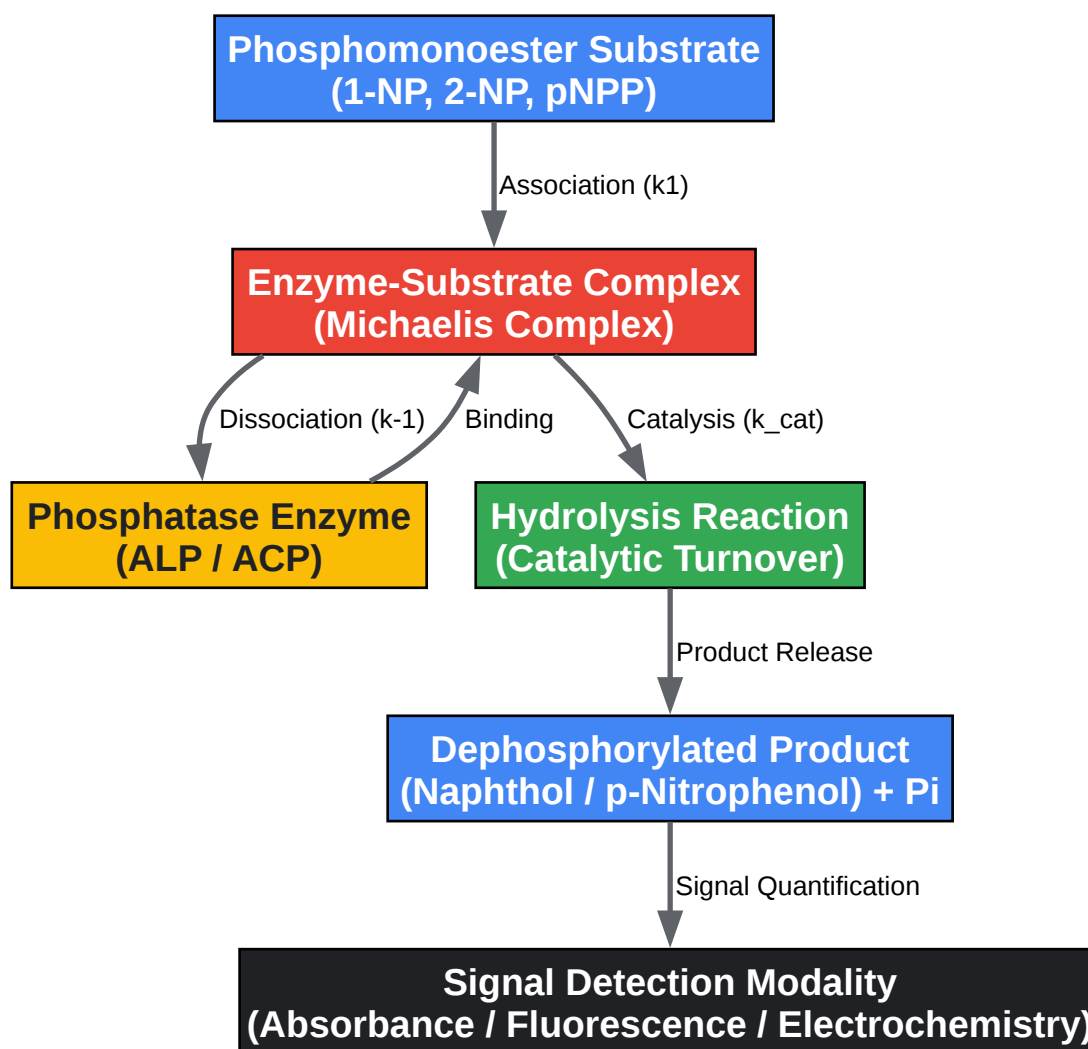 Phosphomonoester Substrate
(1-NP, 2-NP, pNPP)
Association (k1)
Enzyme-Substrate Complex
(Michaelis Complex)
Dissociation (k-1)
Binding
Catalysis (k_cat)
Phosphatase Enzyme
(ALP / ACP)
Hydrolysis Reaction
(Catalytic Turnover)
Product Release
Dephosphorylated Product
(Naphthol / p-Nitrophenol) + Pi
Signal Quantification
Signal Detection Modality
(Absorbance / Fluorescence / Electrochemistry)